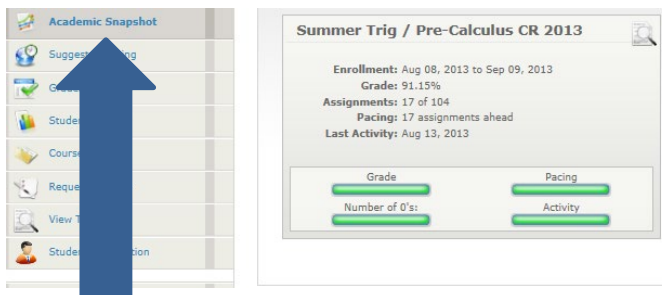 Academic Snapshot
Summer Trig / Pre-Calculus CR 2013
Enrollment: Aug 08, 2013 to Sep 09, 2013
Grade: 91.15%
Assignments: 17 of 104
Pacing: 17 assignments ahead
Last Activity: Aug 13, 2013
Grade
Pacing
Number of 0's:
Activity
View